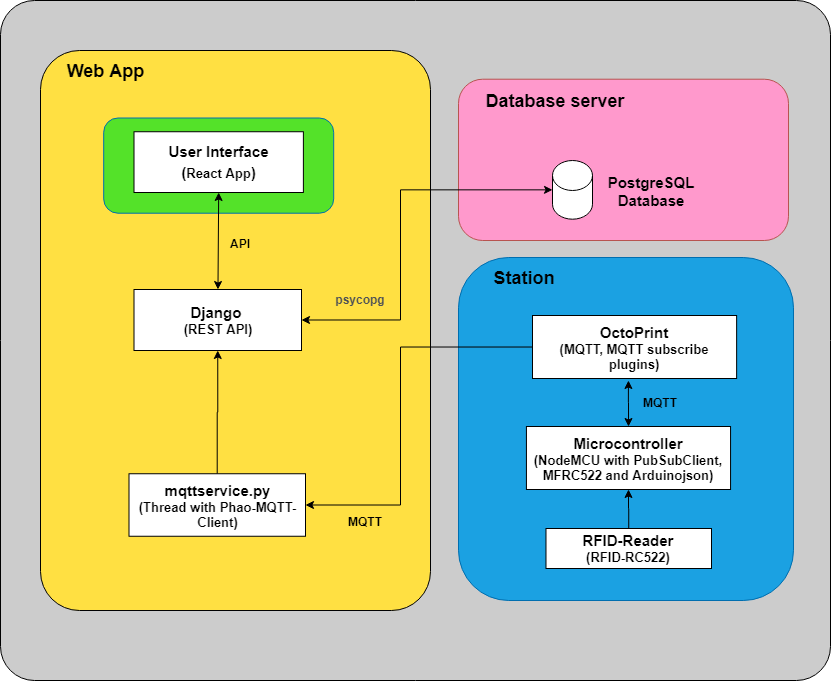 Web App
User Interface
(React App)
API
Django
(REST API)
psycopg
mqttservice.py
(Thread with Phao-MQTT-
Client)
MQTT
Database server
PostgreSQL
Database
Station
OctoPrint
(MQTT, MQTT subscribe
plugins)
MQTT
Microcontroller
(NodeMCU with PubSubClient,
MFRC522 and Arduinojson)
RFID-Reader
(RFID-RC522)